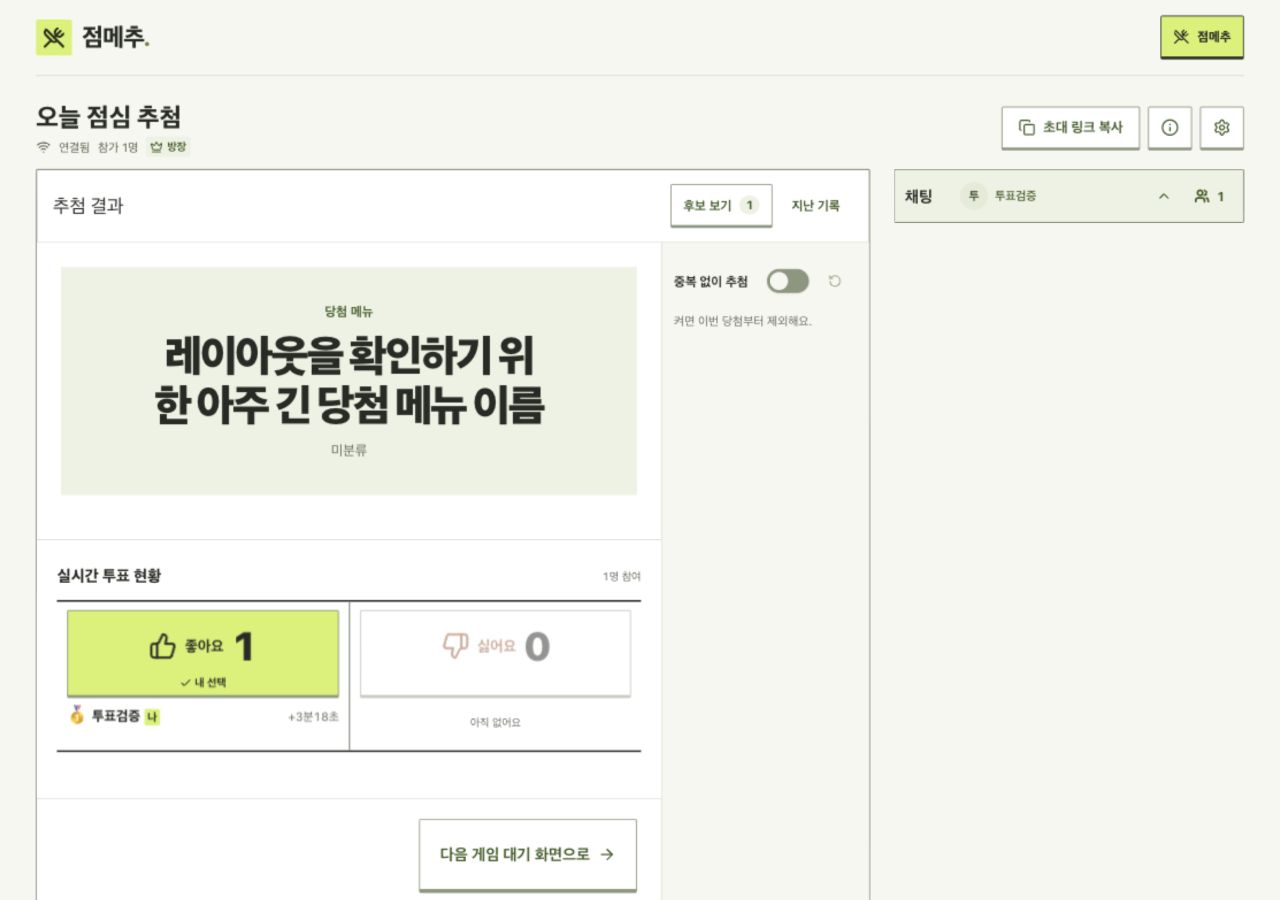 점메추.
점메추
오늘 점심 추첨
연결됨 참가 1명 방장
초대 링크 복사
추첨 결과
후보 보기 1
지난 기록
채팅 투 투표검증
1
당첨 메뉴
레이아웃을 확인하기 위
한 아주 긴 당첨 메뉴 이름
미분류
중복 없이 추첨
켜면 이번 당첨부터 제외해요.
실시간 투표 현황
1명 참여
좋아요 1
내 선택
투표검증 나
+3분18초
싫어요 0
아직 없어요
다음 게임 대기 화면으로 →